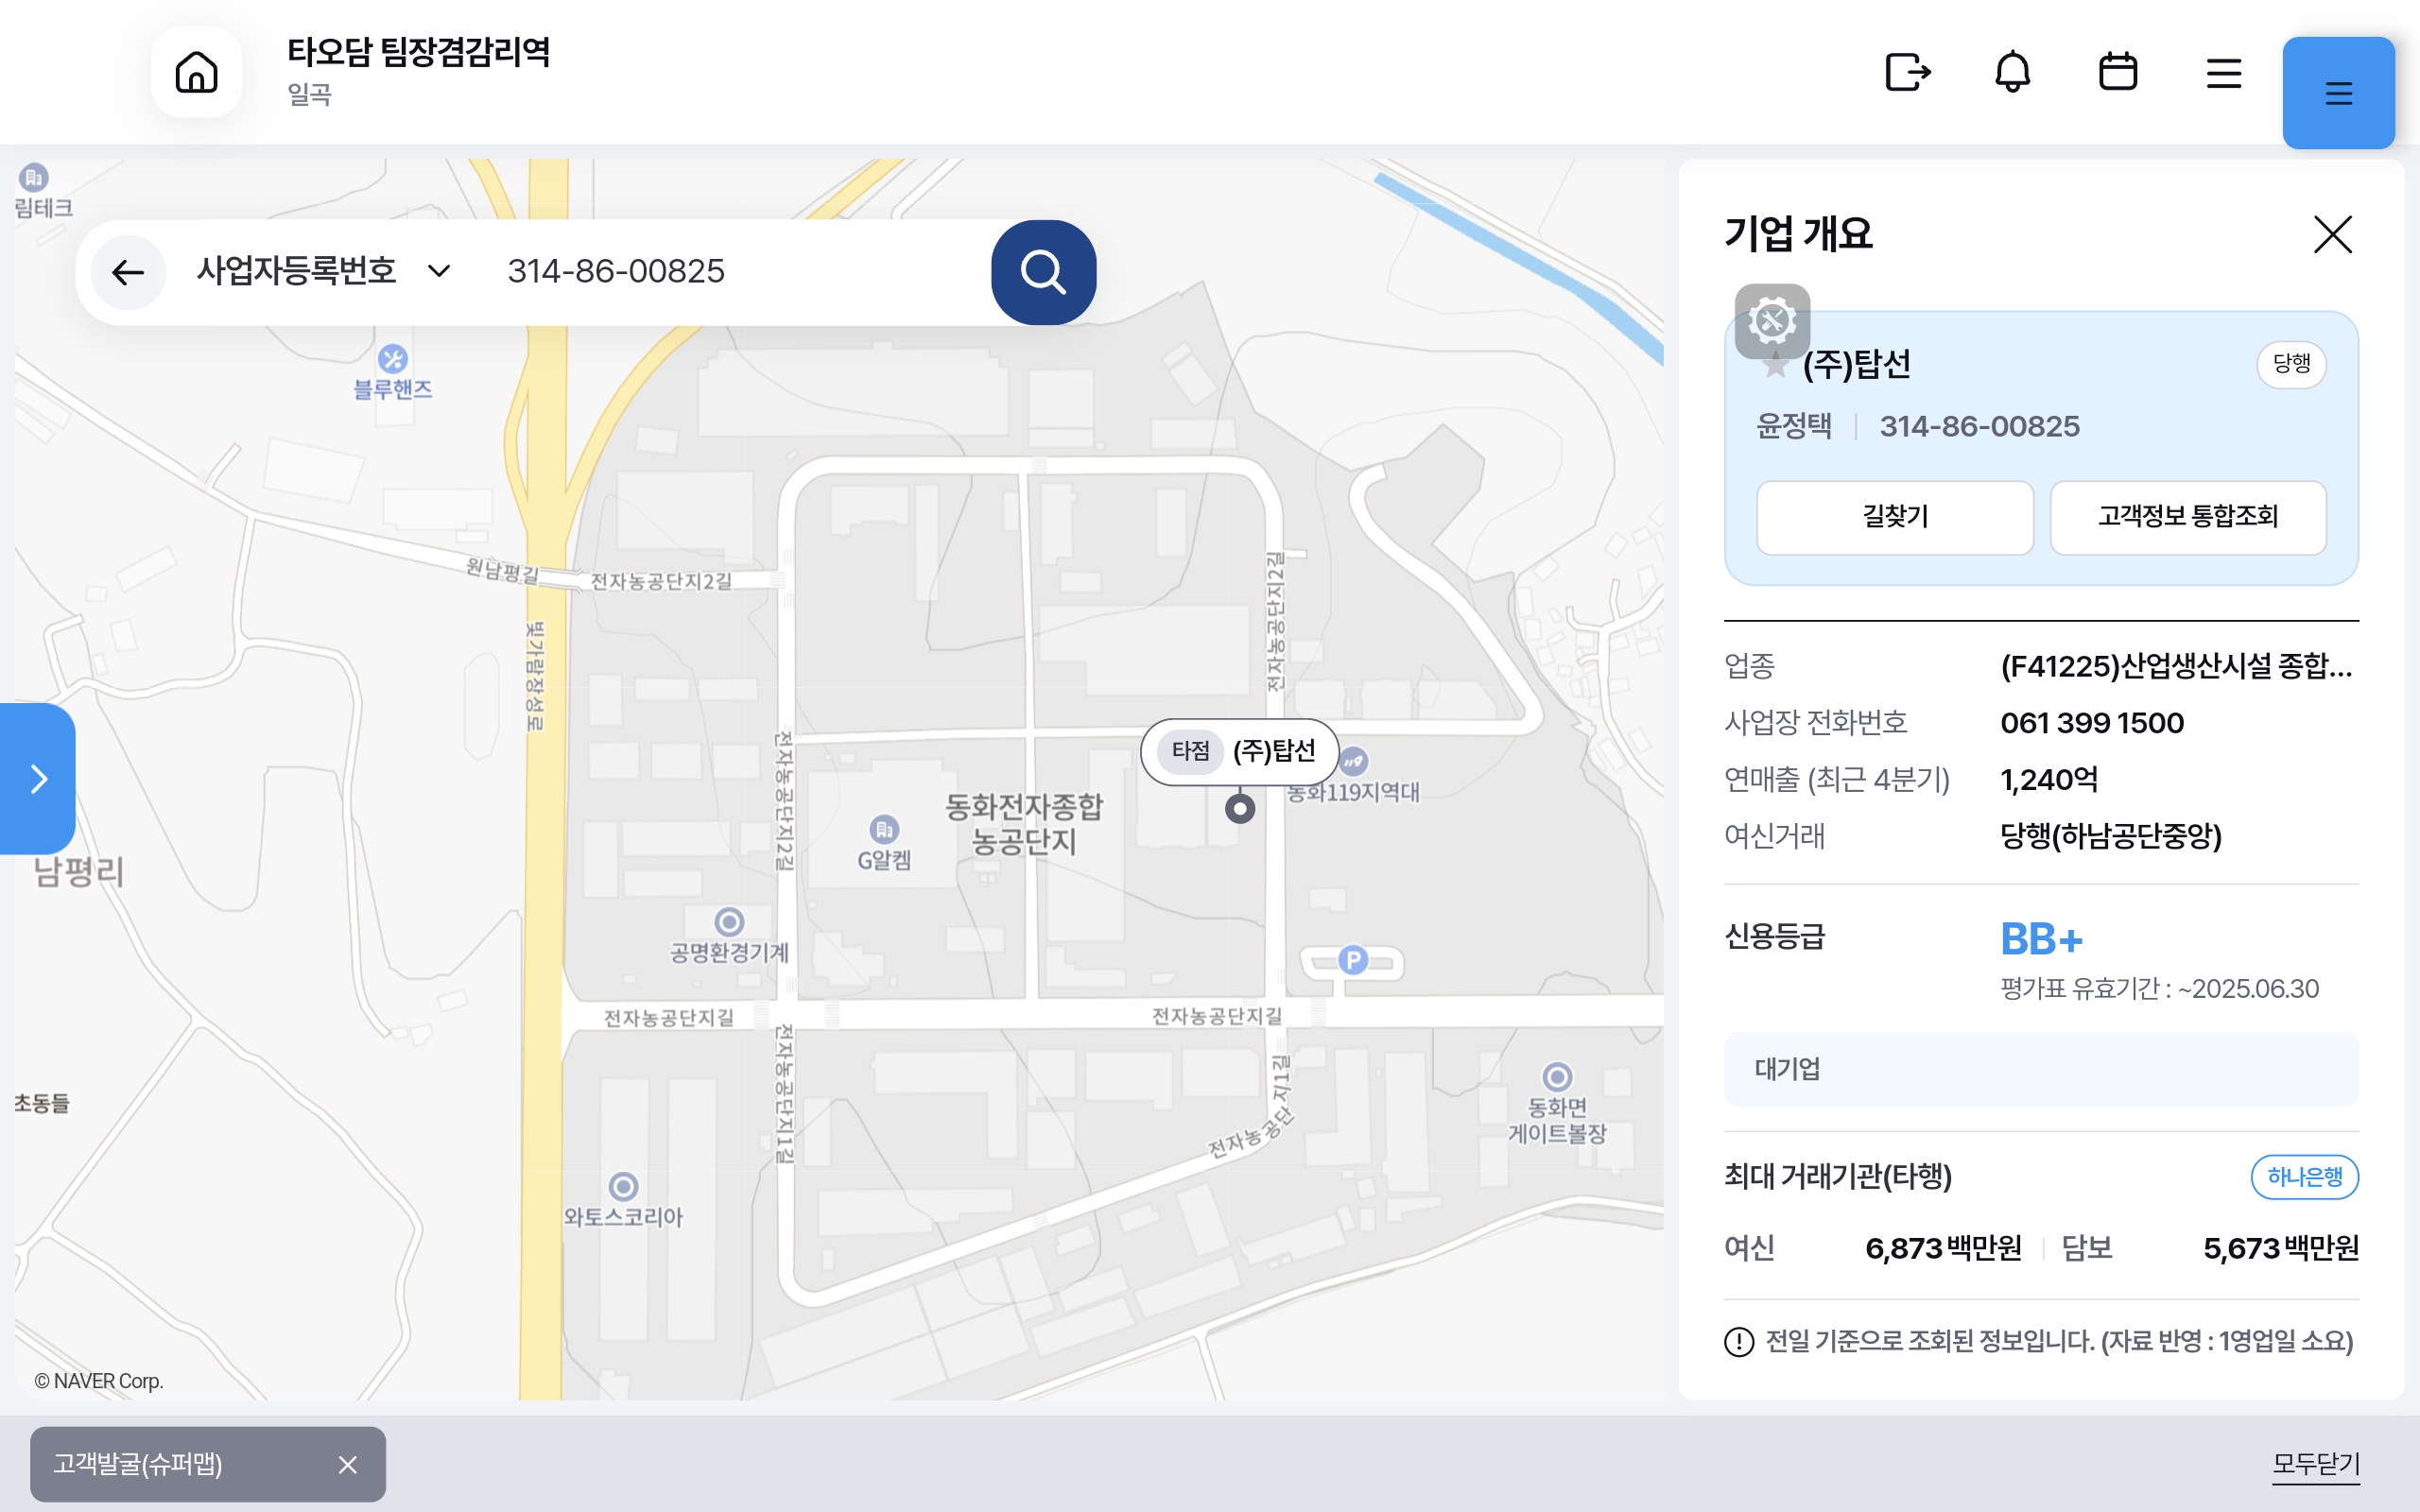 타오담 팀장겸감리역
일곡
림테크
사업자등록번호
314-86-00825
블루핸즈
원남평길
전자농공단지2길
빛가람장성로
전자농공단지2길
전자농공단지2길
타점 (주)탑선
동화119지역대
동화전자종합
농공단지
G알켐
남평리
공명환경기계
P
전자농공단지길
전자농공단지길
전자농공단지1길
전자농공단지1길
초동들
동화면
게이트볼장
와토스코리아
© NAVER Corp.
기업 개요
(주)탑선
당행
윤정택 | 314-86-00825
길찾기
고객정보 통합조회
업종 (F41225)산업생산시설 종합...
사업장 전화번호 061 399 1500
연매출 (최근 4분기) 1,240억
여신거래 당행(하남공단중앙)
신용등급 BB+
평가표 유효기간 : ~2025.06.30
대기업
최대 거래기관(타행) 하나은행
여신 6,873 백만원 | 담보 5,673 백만원
전일 기준으로 조회된 정보입니다. (자료 반영 : 1영업일 소요)
고객발굴(슈퍼맵)
모두닫기